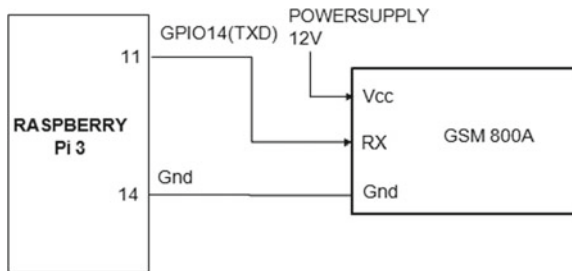 POWERSUPPLY
12V
GPIO14(TXD)
11
Vcc
RASPBERRY
Pi 3
RX
GSM 800A
Gnd
14
Gnd